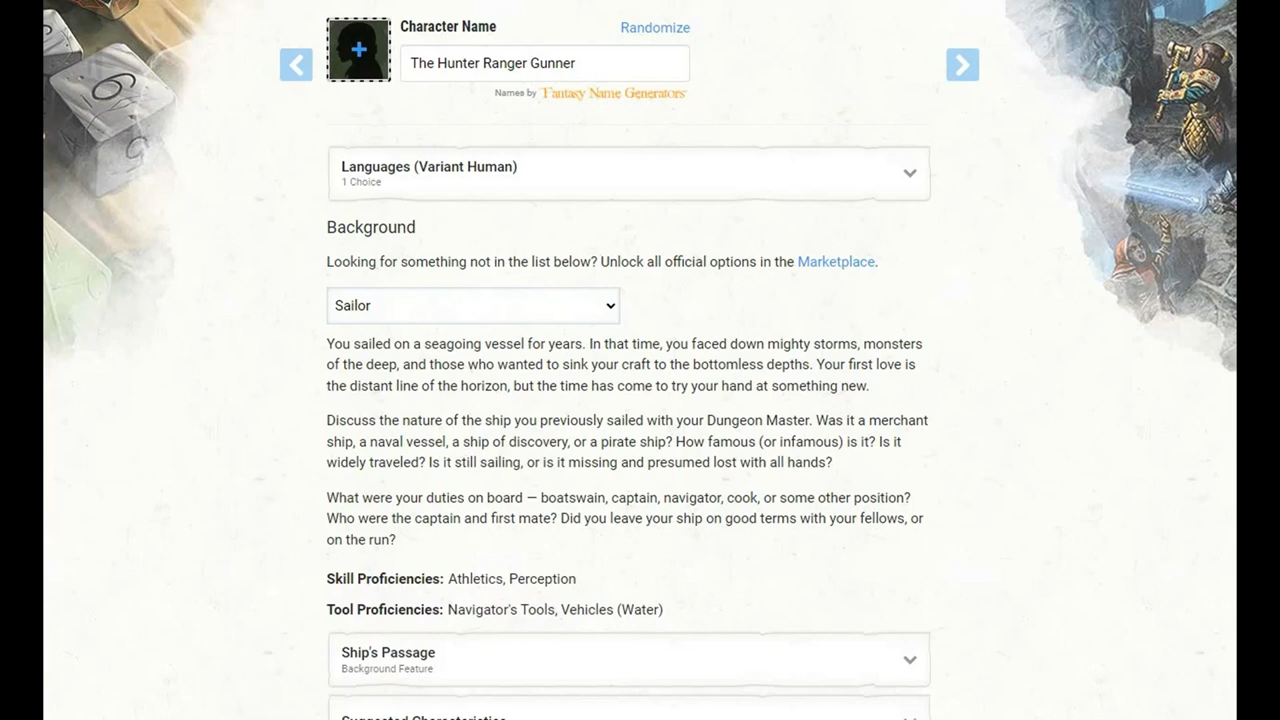 Character Name
Randomize
The Hunter Ranger Gunner
Names by Fantasy Name Generators
Languages (Variant Human)
1 Choice
Background
Looking for something not in the list below? Unlock all official options in the Marketplace.
Sailor
You sailed on a seagoing vessel for years. In that time, you faced down mighty storms, monsters
of the deep, and those who wanted to sink your craft to the bottomless depths. Your first love is
the distant line of the horizon, but the time has come to try your hand at something new.
Discuss the nature of the ship you previously sailed with your Dungeon Master. Was it a merchant
ship, a naval vessel, a ship of discovery, or a pirate ship? How famous (or infamous) is it? Is it
widely traveled? Is it still sailing, or is it missing and presumed lost with all hands?
What were your duties on board — boatswain, captain, navigator, cook, or some other position?
Who were the captain and first mate? Did you leave your ship on good terms with your fellows, or
on the run?
Skill Proficiencies: Athletics, Perception
Tool Proficiencies: Navigator's Tools, Vehicles (Water)
Ship's Passage
Background Feature
Suggested Characteristics